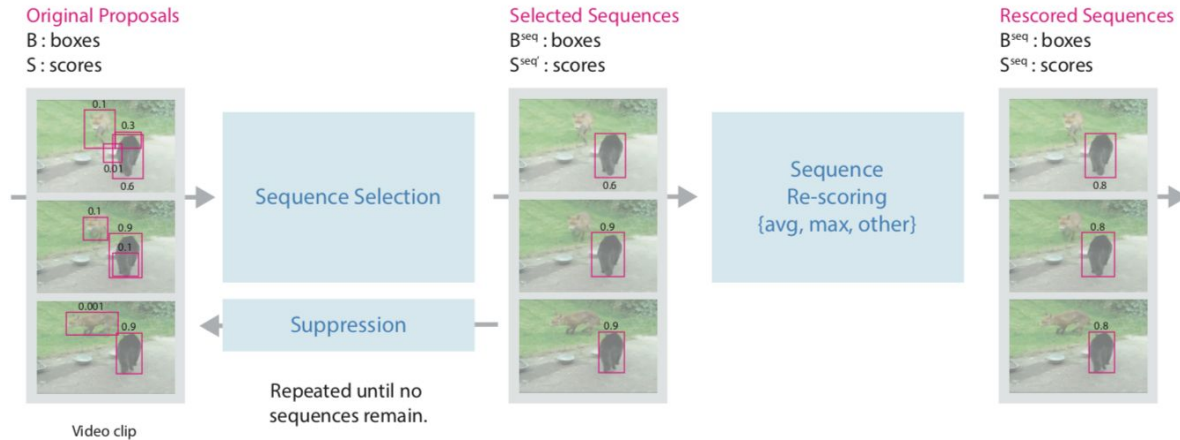 Original Proposals
B : boxes
S : scores
Selected Sequences
B^seq : boxes
S^seq' : scores
Rescored Sequences
B^seq : boxes
S^seq : scores
0.1
0.3
0.01
0.6
0.1
0.9
0.1
0.001
0.9
Video clip
Sequence Selection
Suppression
Repeated until no
sequences remain.
0.6
0.9
0.9
Sequence
Re-scoring
{avg, max, other}
0.8
0.8
0.8